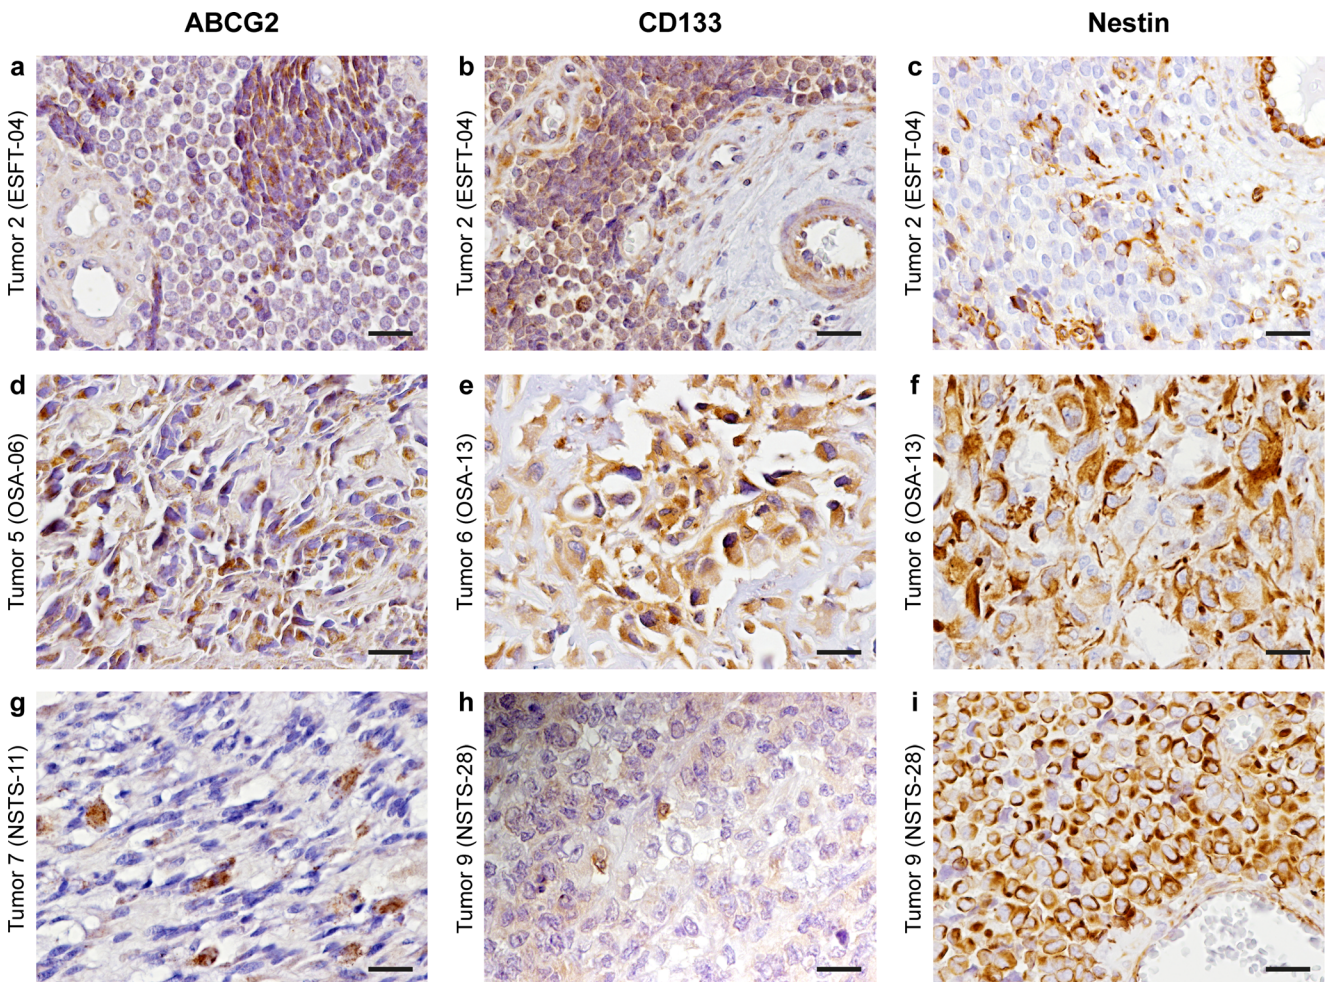 ABCG2
CD133
Nestin
a
b
c
Tumor 2 (ESFT-04)
Tumor 2 (ESFT-04)
Tumor 2 (ESFT-04)
d
e
f
Tumor 5 (OSA-06)
Tumor 6 (OSA-13)
Tumor 6 (OSA-13)
g
h
i
Tumor 7 (NSTS-11)
Tumor 9 (NSTS-28)
Tumor 9 (NSTS-28)